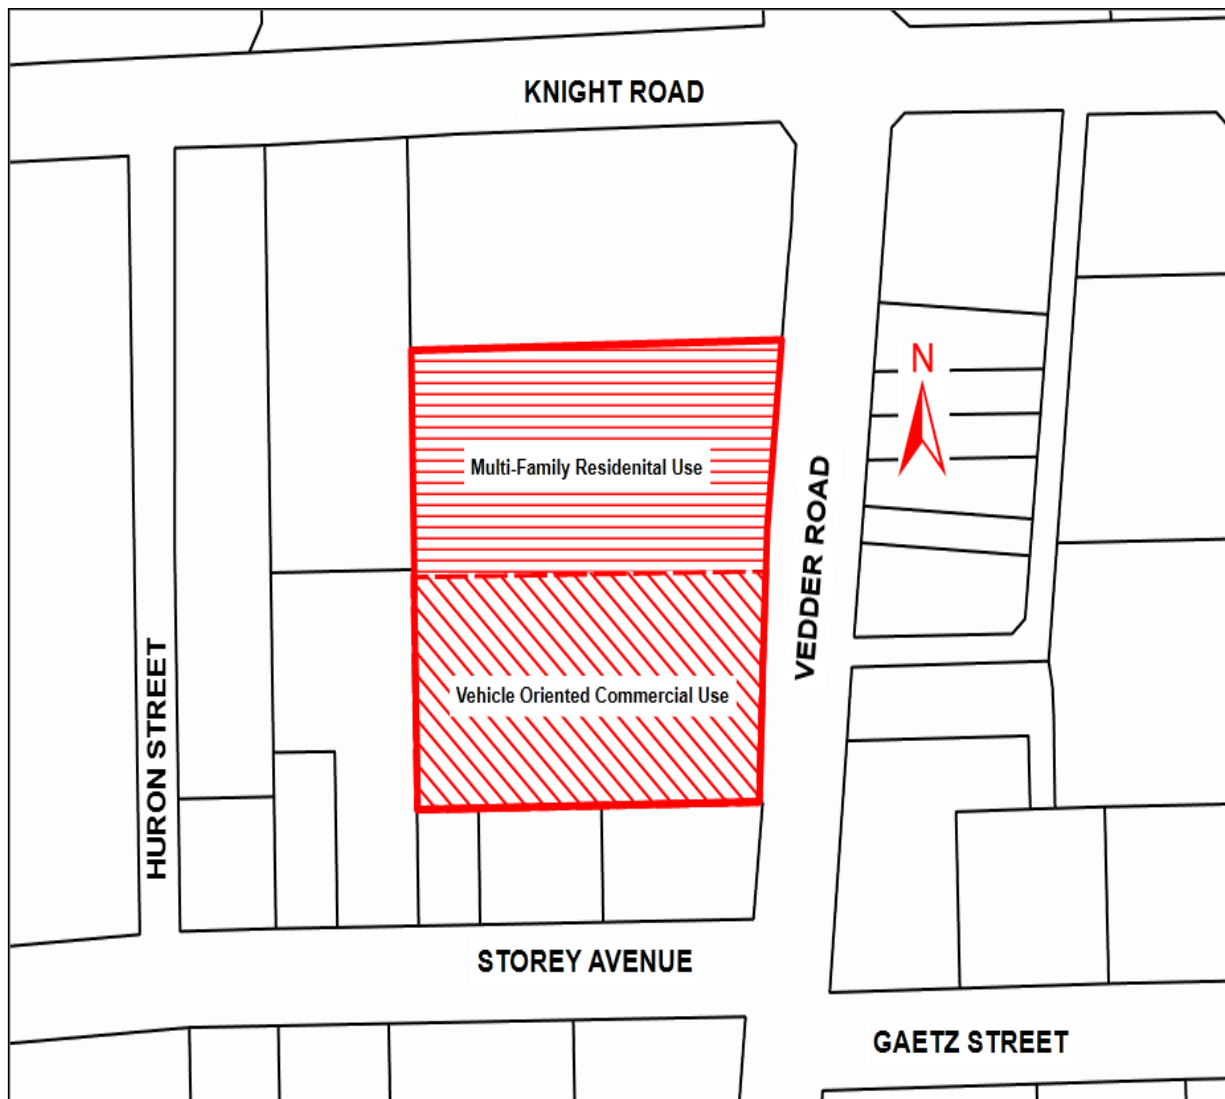 KNIGHT ROAD
N
Multi-Family Residenital Use
VEDDER ROAD
Vehicle Oriented Commercial Use
HURON STREET
STOREY AVENUE
GAETZ STREET